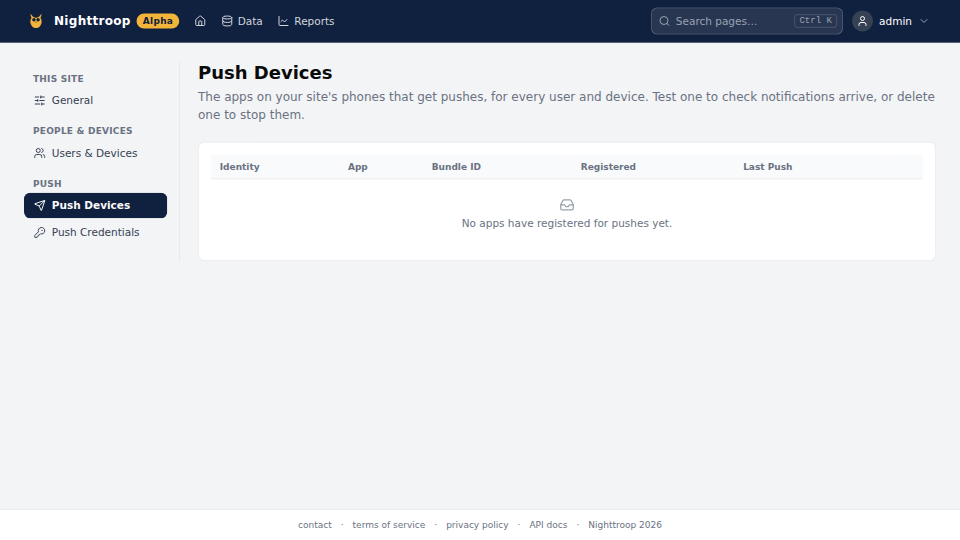 Nighttroop Alpha Data Reports Search pages... Ctrl K admin
THIS SITE
General
PEOPLE & DEVICES
Users & Devices
PUSH
Push Devices
Push Credentials
Push Devices
The apps on your site's phones that get pushes, for every user and device. Test one to check notifications arrive, or delete
one to stop them.
Identity App Bundle ID Registered Last Push
No apps have registered for pushes yet.
contact · terms of service · privacy policy · API docs · Nighttroop 2026